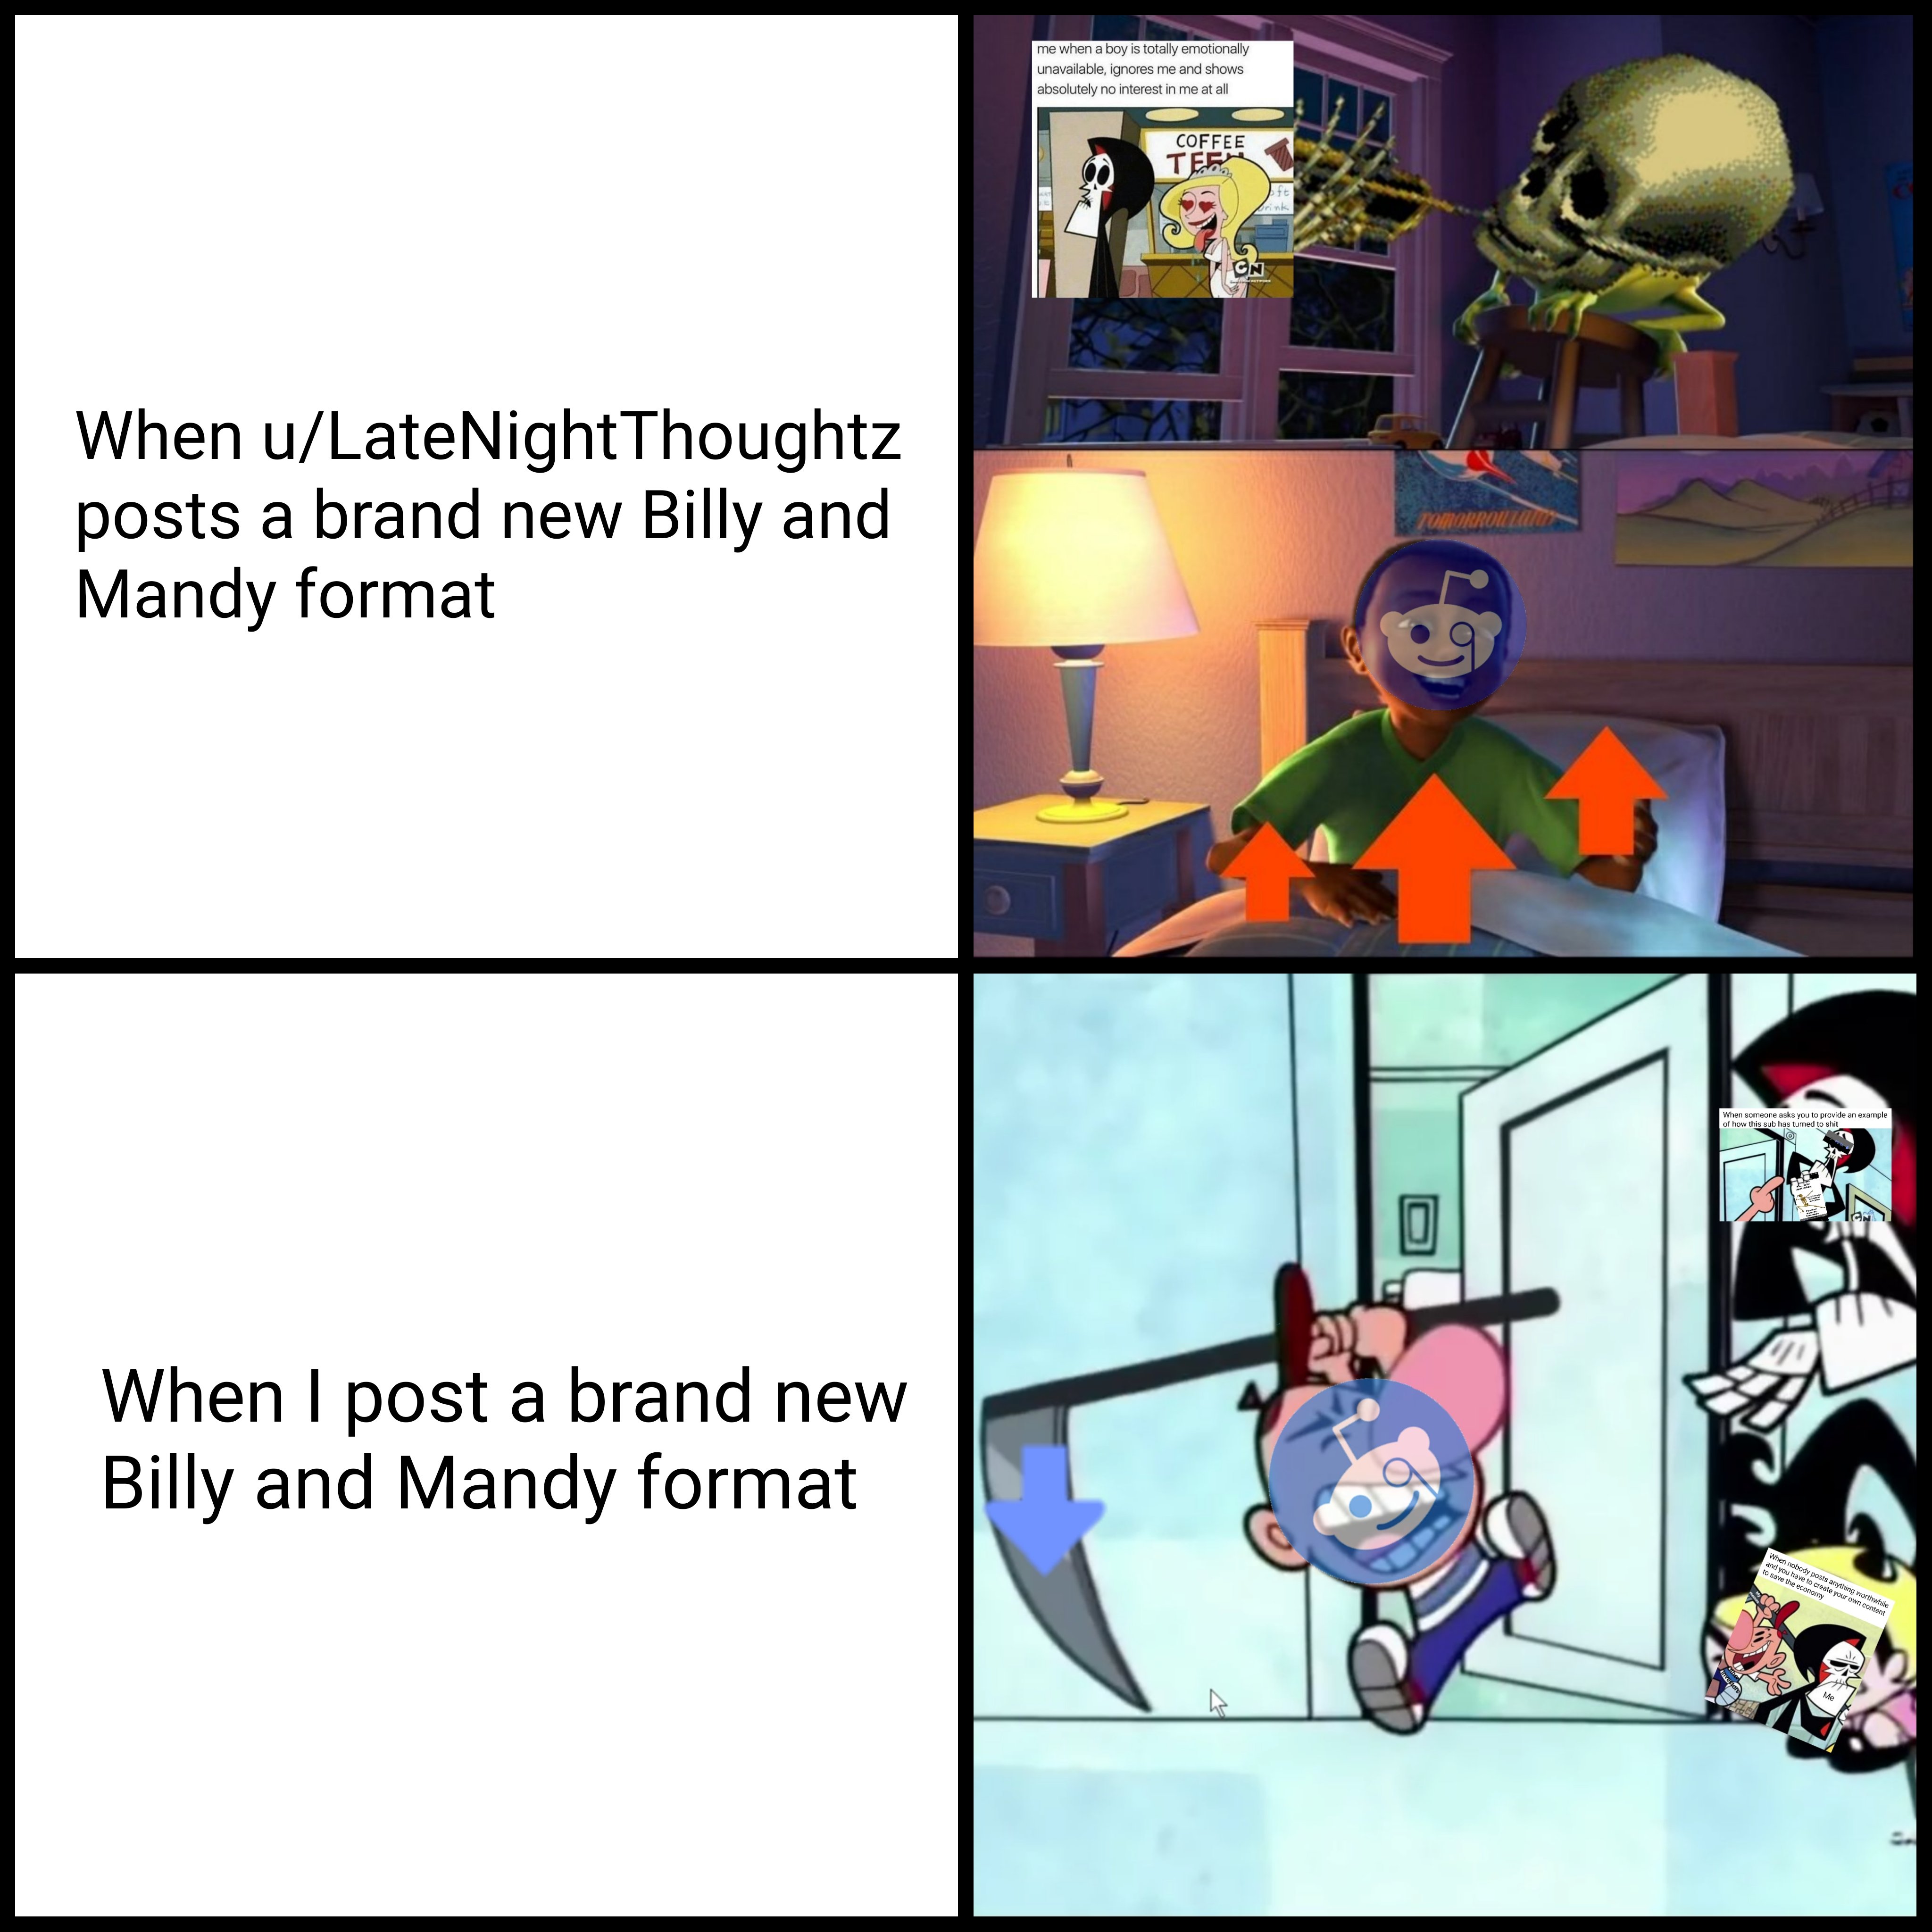 When u/LateNightThoughtz
posts a brand new Billy and
Mandy format
me when a boy is totally emotionally
unavailable, ignores me and shows
absolutely no interest in me at all
COFFEE
CN
TOMORROWLAND
When I post a brand new
Billy and Mandy format
When someone asks you to provide an example
of how this sub has turned to shit
When nobody posts anything worthwhile
and you have to create your own content
to save the economy
Me